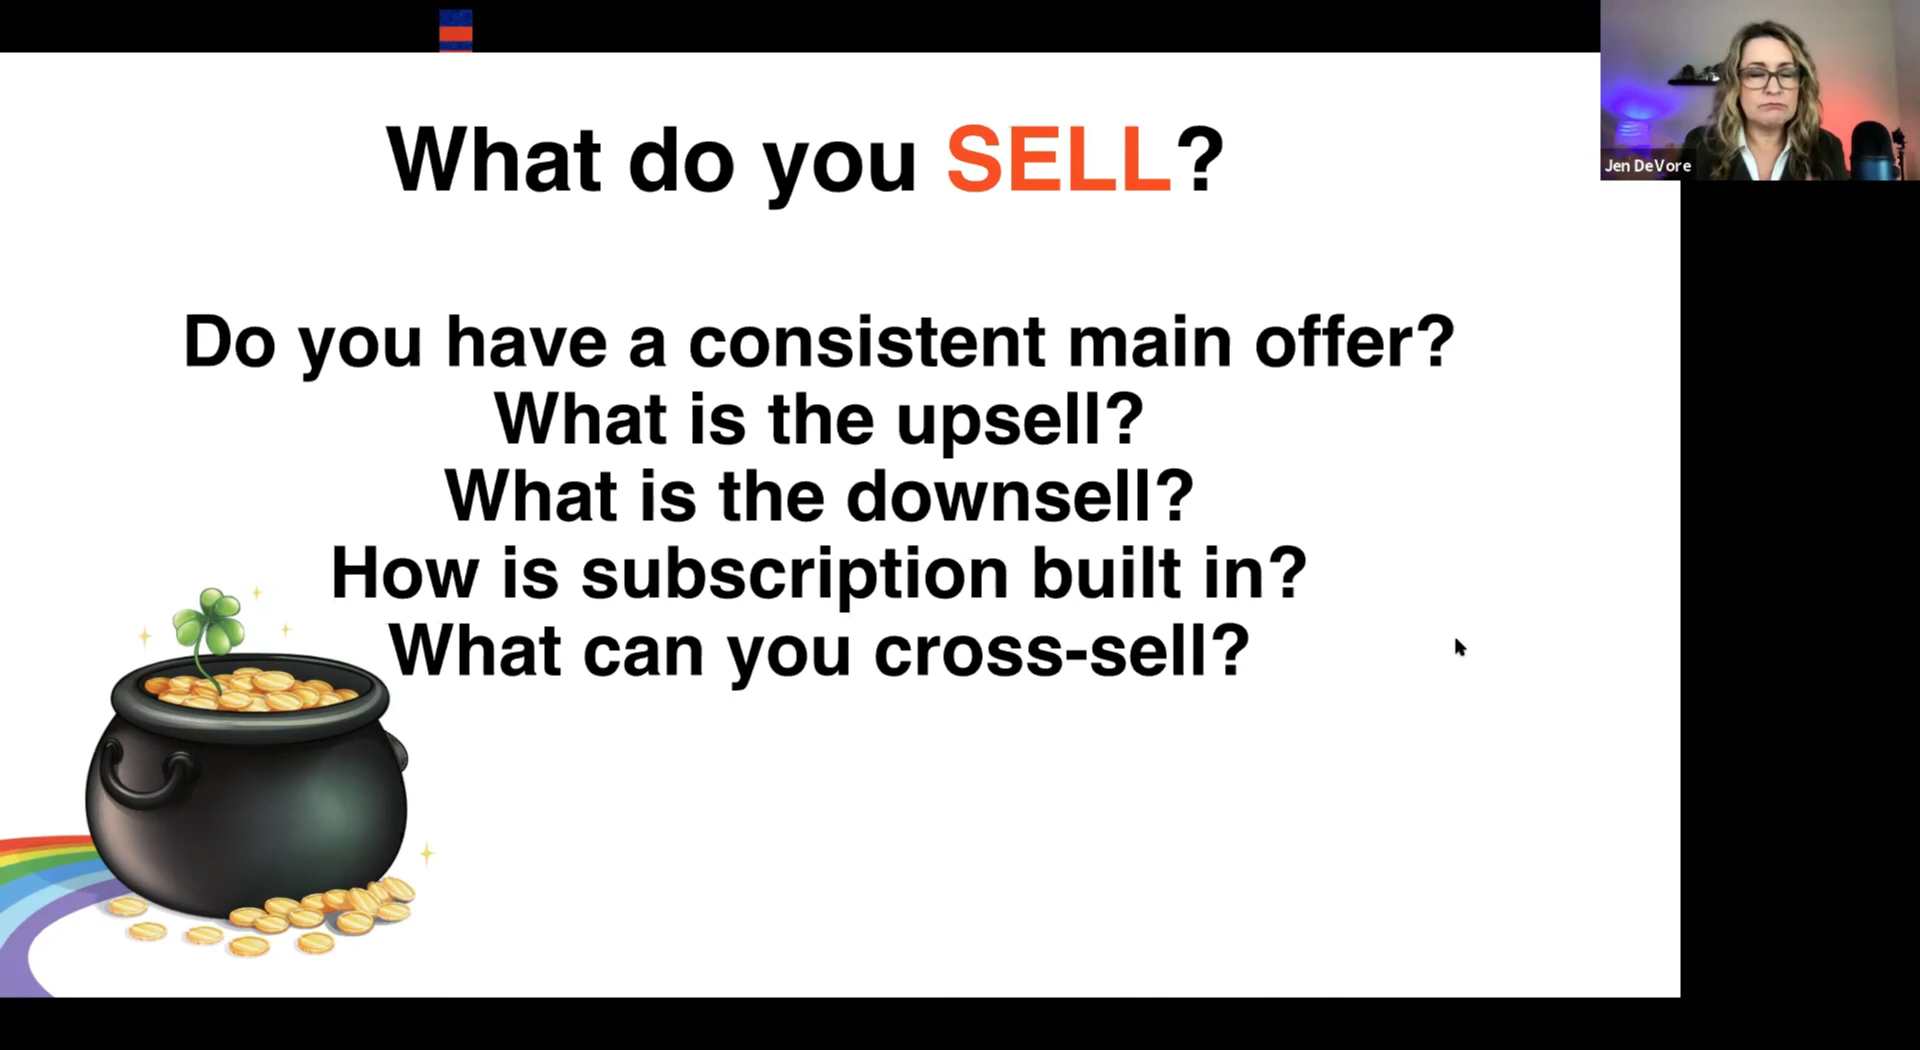 What do you SELL?
Do you have a consistent main offer?
What is the upsell?
What is the downsell?
How is subscription built in?
What can you cross-sell?
Jen DeVore